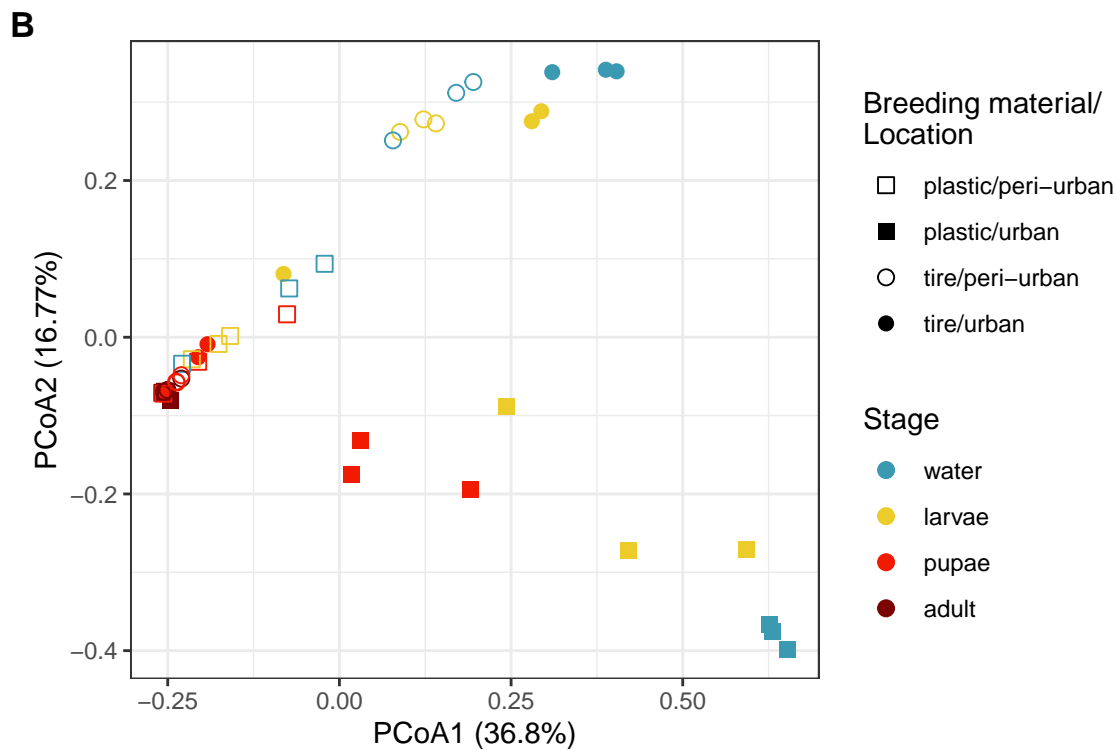 B
0.2
0.0
−0.2
−0.4
−0.25
0.00
0.25
0.50
PCoA1 (36.8%)
PCoA2 (16.77%)
Breeding material/
Location
plastic/peri−urban
plastic/urban
tire/peri−urban
tire/urban
Stage
water
larvae
pupae
adult